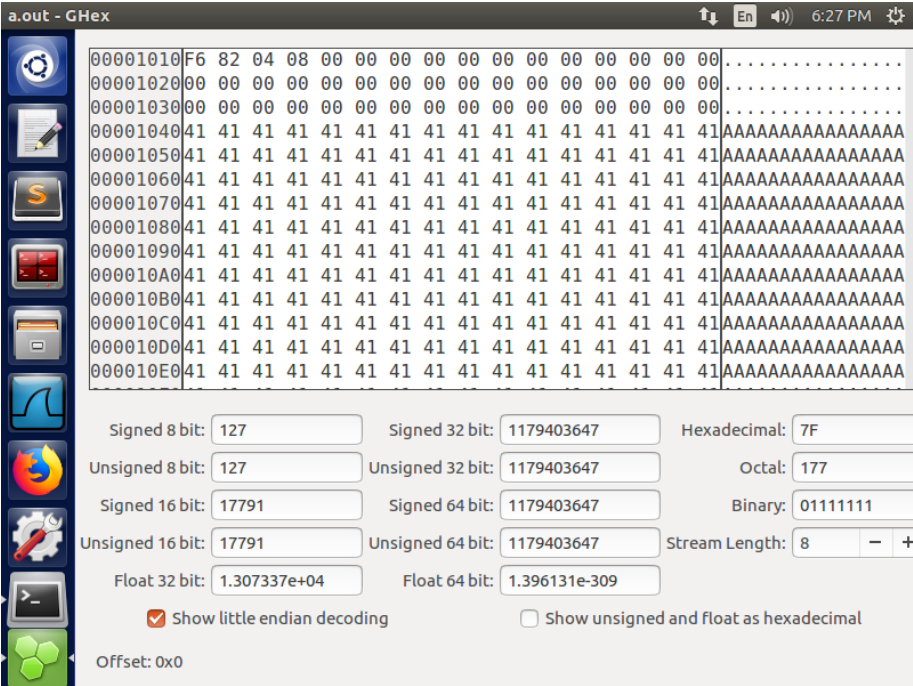 a.out - GHex En 6:27 PM
00001010 F6 82 04 08 00 00 00 00 00 00 00 00 00 00 00 00 ................
00001020 00 00 00 00 00 00 00 00 00 00 00 00 00 00 00 00 ................
00001030 00 00 00 00 00 00 00 00 00 00 00 00 00 00 00 00 ................
00001040 41 41 41 41 41 41 41 41 41 41 41 41 41 41 41 41 AAAAAAAAAAAAAAAA
00001050 41 41 41 41 41 41 41 41 41 41 41 41 41 41 41 41 AAAAAAAAAAAAAAAA
00001060 41 41 41 41 41 41 41 41 41 41 41 41 41 41 41 41 AAAAAAAAAAAAAAAA
00001070 41 41 41 41 41 41 41 41 41 41 41 41 41 41 41 41 AAAAAAAAAAAAAAAA
00001080 41 41 41 41 41 41 41 41 41 41 41 41 41 41 41 41 AAAAAAAAAAAAAAAA
00001090 41 41 41 41 41 41 41 41 41 41 41 41 41 41 41 41 AAAAAAAAAAAAAAAA
000010A0 41 41 41 41 41 41 41 41 41 41 41 41 41 41 41 41 AAAAAAAAAAAAAAAA
000010B0 41 41 41 41 41 41 41 41 41 41 41 41 41 41 41 41 AAAAAAAAAAAAAAAA
000010C0 41 41 41 41 41 41 41 41 41 41 41 41 41 41 41 41 AAAAAAAAAAAAAAAA
000010D0 41 41 41 41 41 41 41 41 41 41 41 41 41 41 41 41 AAAAAAAAAAAAAAAA
000010E0 41 41 41 41 41 41 41 41 41 41 41 41 41 41 41 41 AAAAAAAAAAAAAAAA
Signed 8 bit: 127 Signed 32 bit: 1179403647 Hexadecimal: 7F
Unsigned 8 bit: 127 Unsigned 32 bit: 1179403647 Octal: 177
Signed 16 bit: 17791 Signed 64 bit: 1179403647 Binary: 01111111
Unsigned 16 bit: 17791 Unsigned 64 bit: 1179403647 Stream Length: 8 − +
Float 32 bit: 1.307337e+04 Float 64 bit: 1.396131e-309
Show little endian decoding Show unsigned and float as hexadecimal
Offset: 0x0